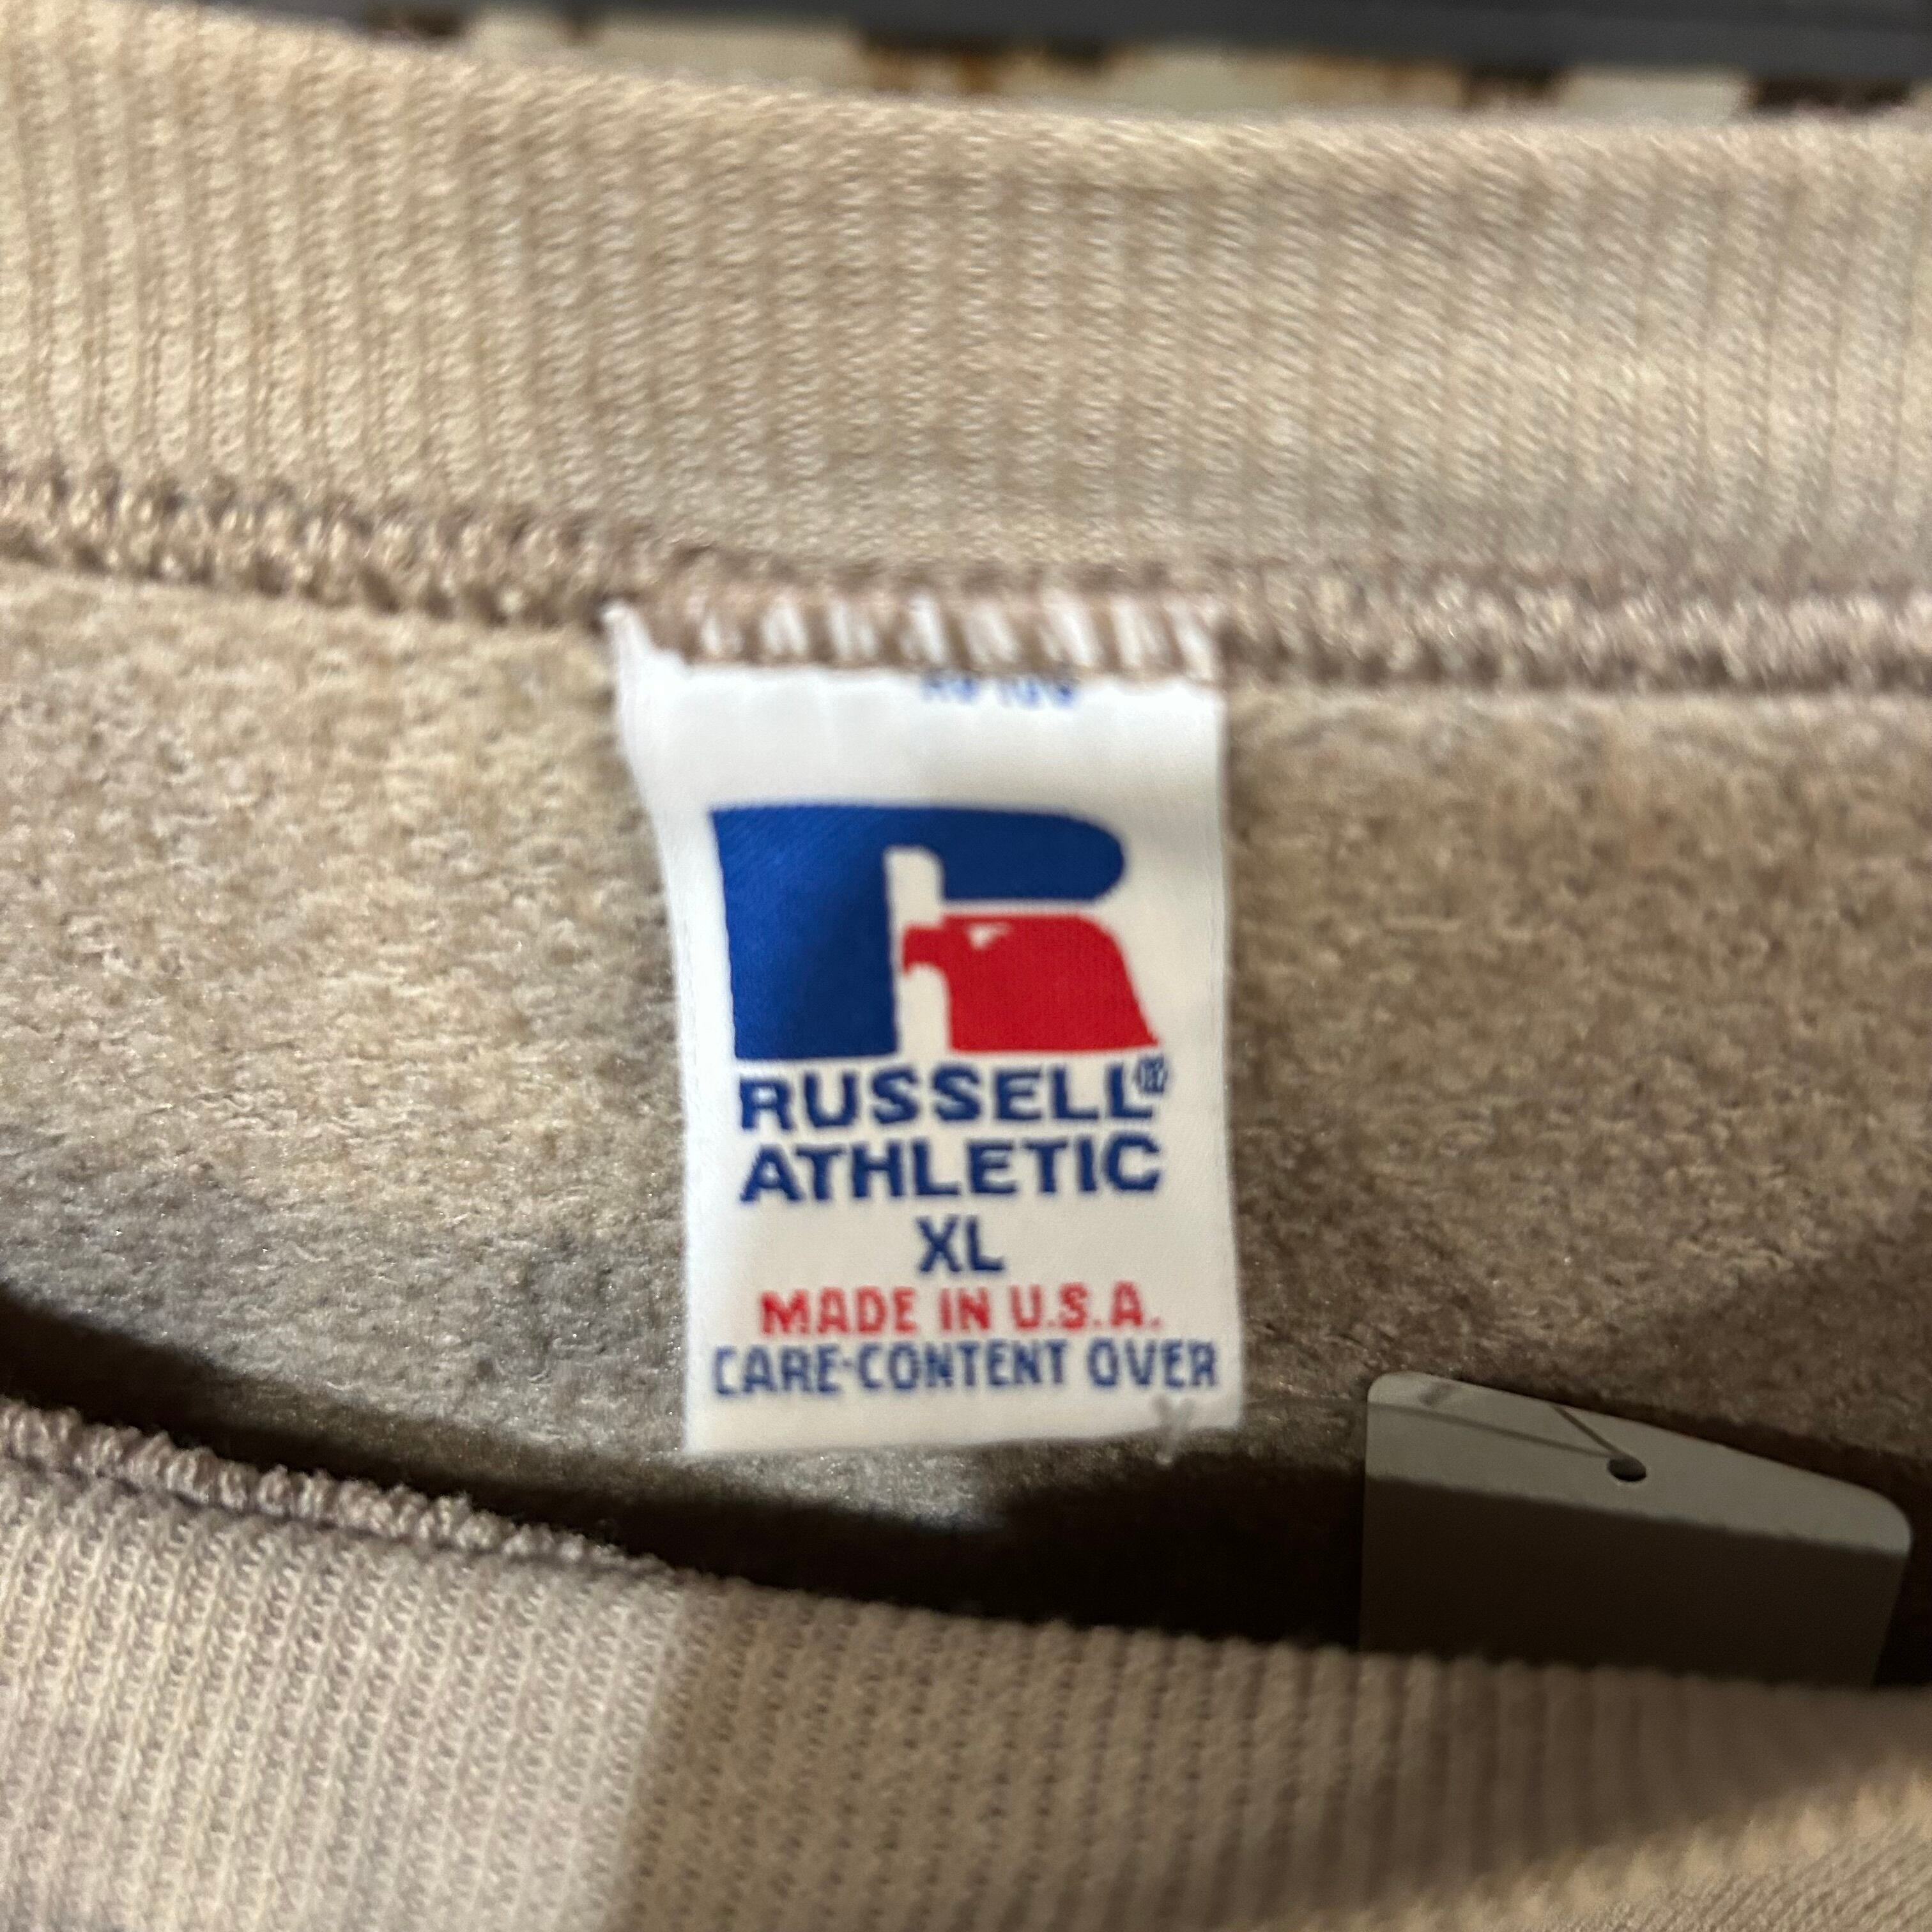 RUSSELL®
ATHLETIC
XL
MADE IN U.S.A.
CARE-CONTENT OVER